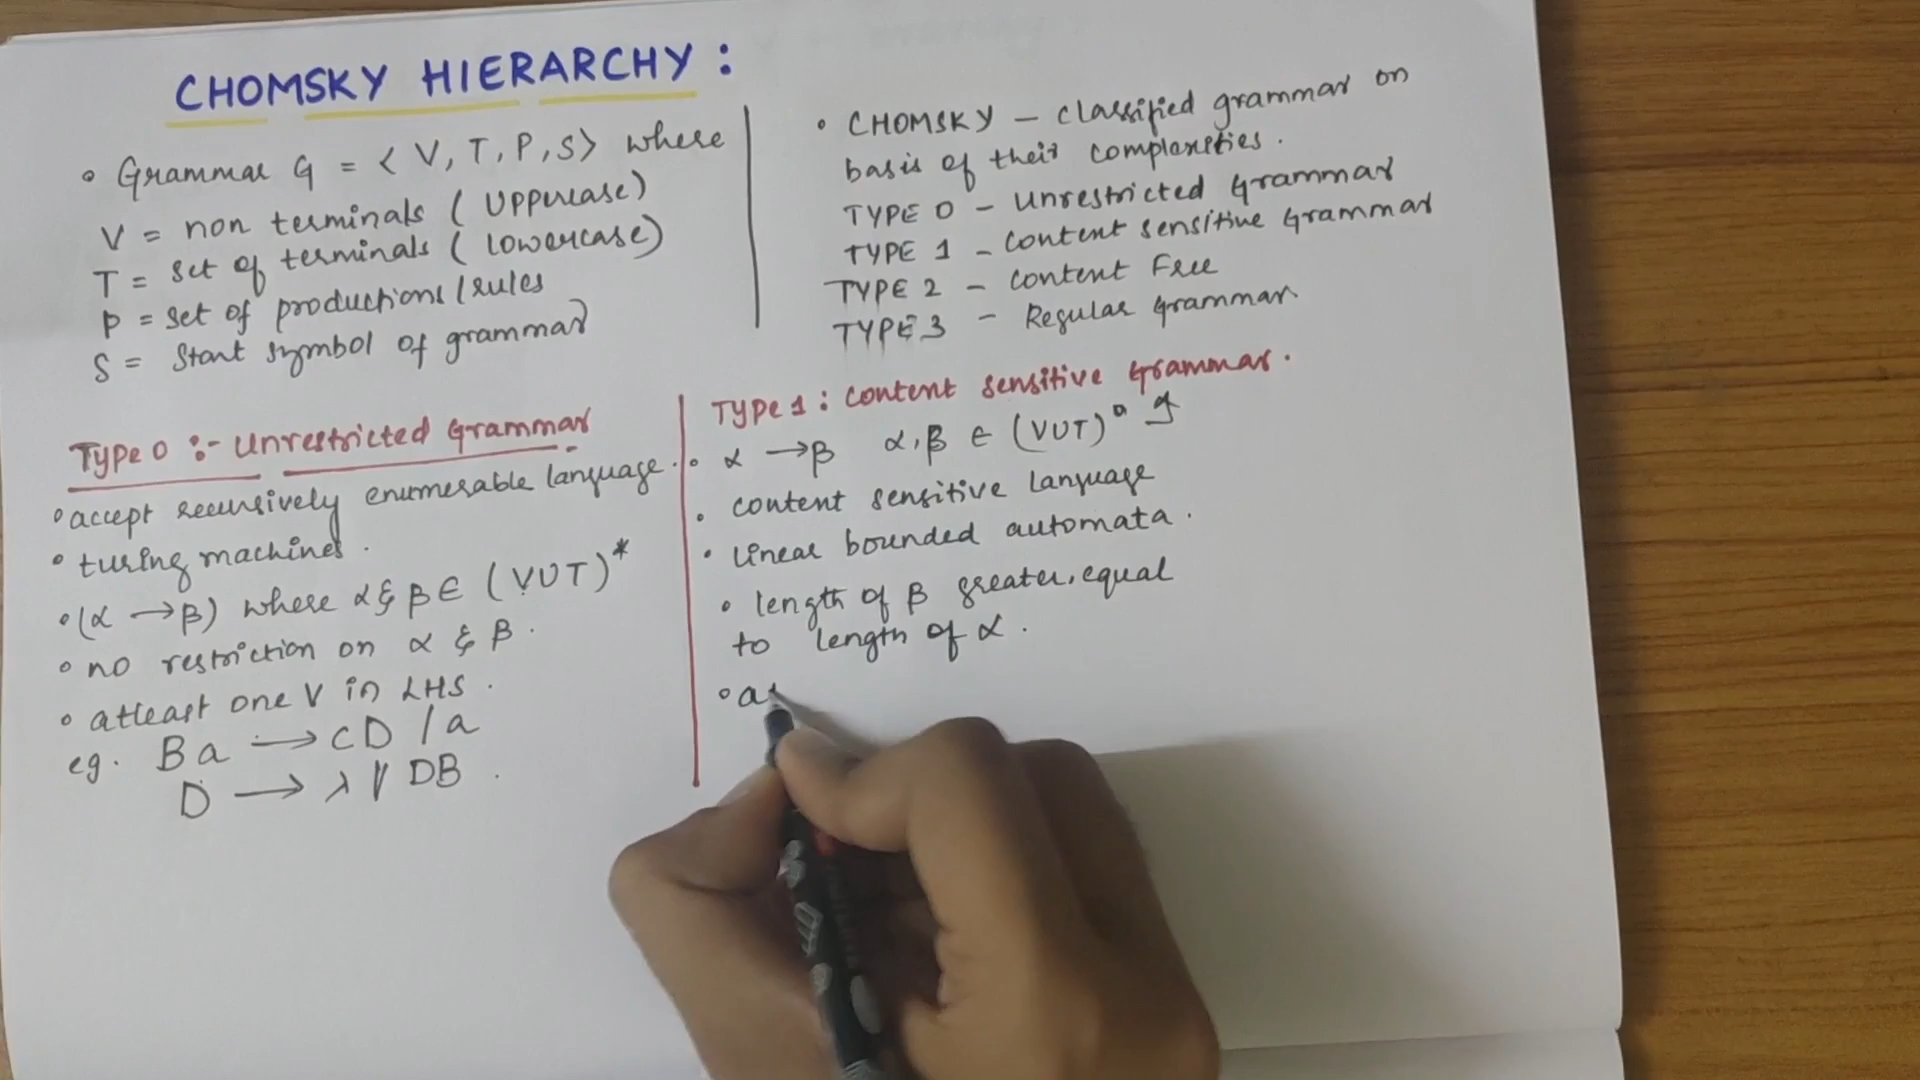 CHOMSKY HIERARCHY :
• Grammar G = < V, T, P, S> where
V = non terminals ( Uppercase)
T = set of terminals ( lowercase)
P = set of productions / rules
S = Start symbol of grammar
• CHOMSKY - classified grammar on
basis of their complexities .
TYPE 0 - Unrestricted Grammar
TYPE 1 - Content sensitive Grammar
TYPE 2 - Content Free
TYPE 3 - Regular Grammar
Type 0 :- Unrestricted Grammar
• accept recursively enumerable language .
• turing machines .
• (α → β) where α & β ∈ (VUT)*
• no restriction on α & β .
• atleast one V in LHS .
eg. Ba → CD / a
D → λ / DB .
Type 1 : Content sensitive Grammar .
• α → β α, β ∈ (VUT)
• content sensitive Language
• linear bounded automata .
• length of β greater, equal
to length of α .
• a